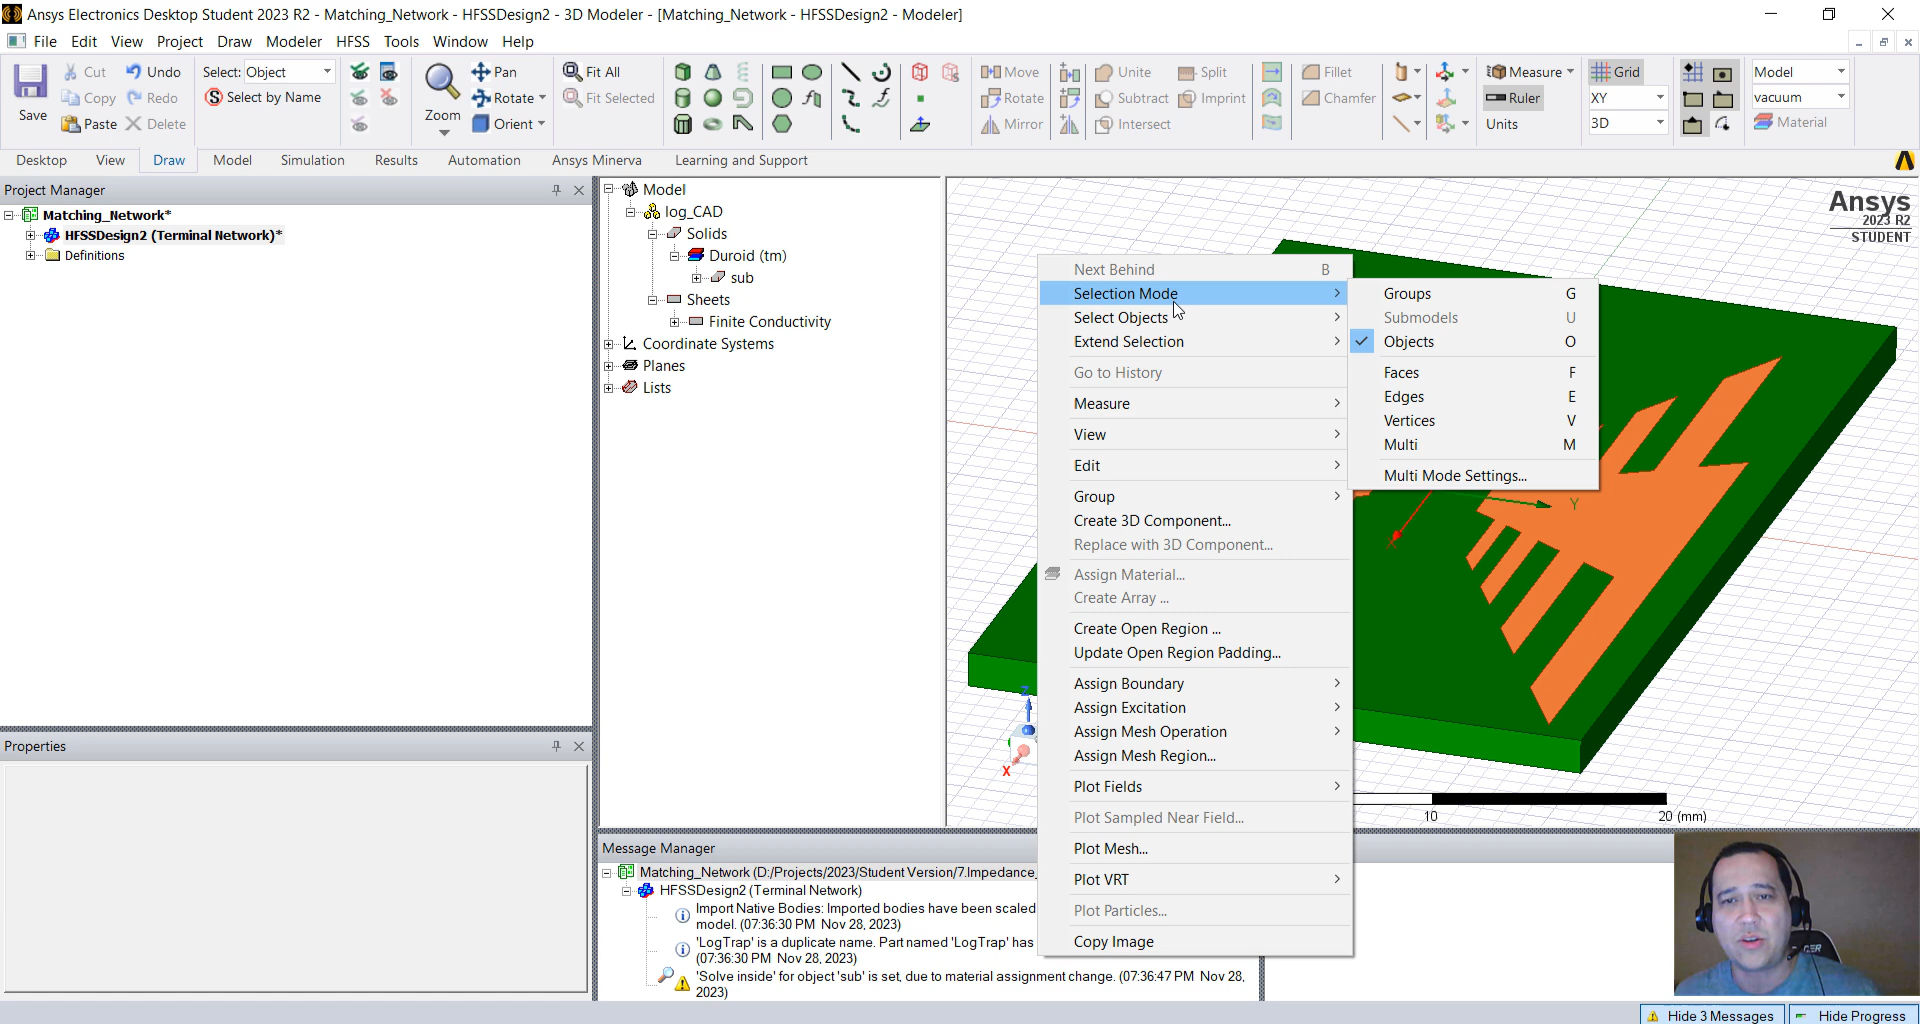 Ansys Electronics Desktop Student 2023 R2 - Matching_Network - HFSSDesign2 - 3D Modeler - [Matching_Network - HFSSDesign2 - Modeler]
File Edit View Project Draw Modeler HFSS Tools Window Help
Save
Cut
Copy
Paste
Undo
Redo
Delete
Select: Object
Select by Name
Zoom
Pan
Rotate
Orient
Fit All
Fit Selected
Move
Rotate
Mirror
Unite
Subtract
Intersect
Split
Imprint
Fillet
Chamfer
Measure
Ruler
Units
Grid
XY
3D
Model
vacuum
Material
Desktop View Draw Model Simulation Results Automation Ansys Minerva Learning and Support
Project Manager
Matching_Network*
HFSSDesign2 (Terminal Network)*
Definitions
Properties
Model
log_CAD
Solids
Duroid (tm)
sub
Sheets
Finite Conductivity
Coordinate Systems
Planes
Lists
Ansys
2023 R2
STUDENT
Next Behind B
Selection Mode
Select Objects
Extend Selection
Go to History
Measure
View
Edit
Group
Create 3D Component...
Replace with 3D Component...
Assign Material...
Create Array ...
Create Open Region ...
Update Open Region Padding...
Assign Boundary
Assign Excitation
Assign Mesh Operation
Assign Mesh Region...
Plot Fields
Plot Sampled Near Field...
Plot Mesh...
Plot VRT
Plot Particles...
Copy Image
Groups G
Submodels U
Objects O
Faces F
Edges E
Vertices V
Multi M
Multi Mode Settings...
Y
X
Z
X
10 20 (mm)
Message Manager
Matching_Network (D:/Projects/2023/Student Version/7.Impedance_
HFSSDesign2 (Terminal Network)
Import Native Bodies: Imported bodies have been scaled
model. (07:36:30 PM Nov 28, 2023)
'LogTrap' is a duplicate name. Part named 'LogTrap' has
(07:36:30 PM Nov 28, 2023)
'Solve inside' for object 'sub' is set, due to material assignment change. (07:36:47 PM Nov 28,
2023)
Hide 3 Messages
Hide Progress